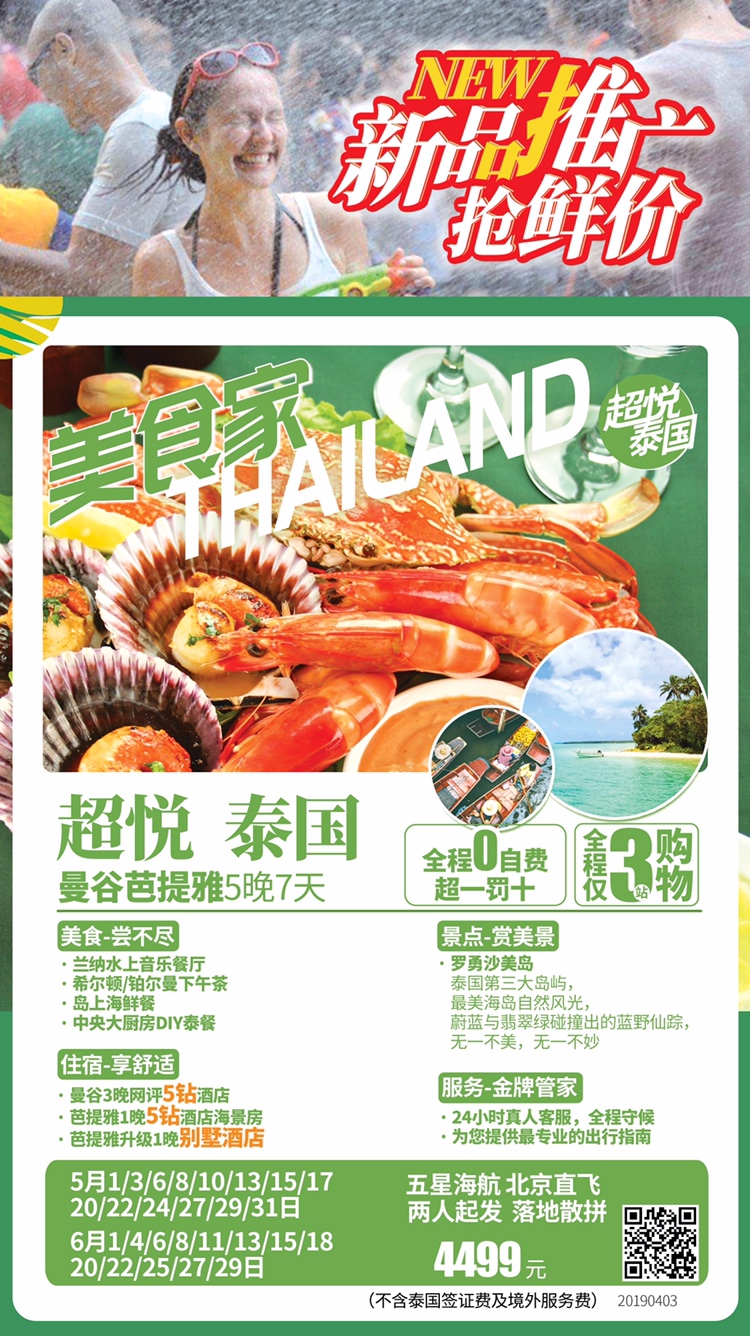 NEW
新品推广
抢鲜价
美食家
THAILAND
超悦
泰国
超悦 泰国
曼谷芭提雅5晚7天
全程0自费
超一罚十
全程仅3站购物
美食-尝不尽
·兰纳水上音乐餐厅
·希尔顿/铂尔曼下午茶
·岛上海鲜餐
·中央大厨房DIY泰餐
景点-赏美景
·罗勇沙美岛
泰国第三大岛屿，
最美海岛自然风光，
蔚蓝与翡翠绿碰撞出的蓝野仙踪，
无一不美，无一不妙
住宿-享舒适
·曼谷3晚网评5钻酒店
·芭提雅1晚5钻酒店海景房
·芭提雅升级1晚别墅酒店
服务-金牌管家
·24小时真人客服，全程守候
·为您提供最专业的出行指南
5月1/3/6/8/10/13/15/17
20/22/24/27/29/31日
6月1/4/6/8/11/13/15/18
20/22/25/27/29日
五星海航 北京直飞
两人起发 落地散拼
4499元
（不含泰国签证费及境外服务费） 20190403